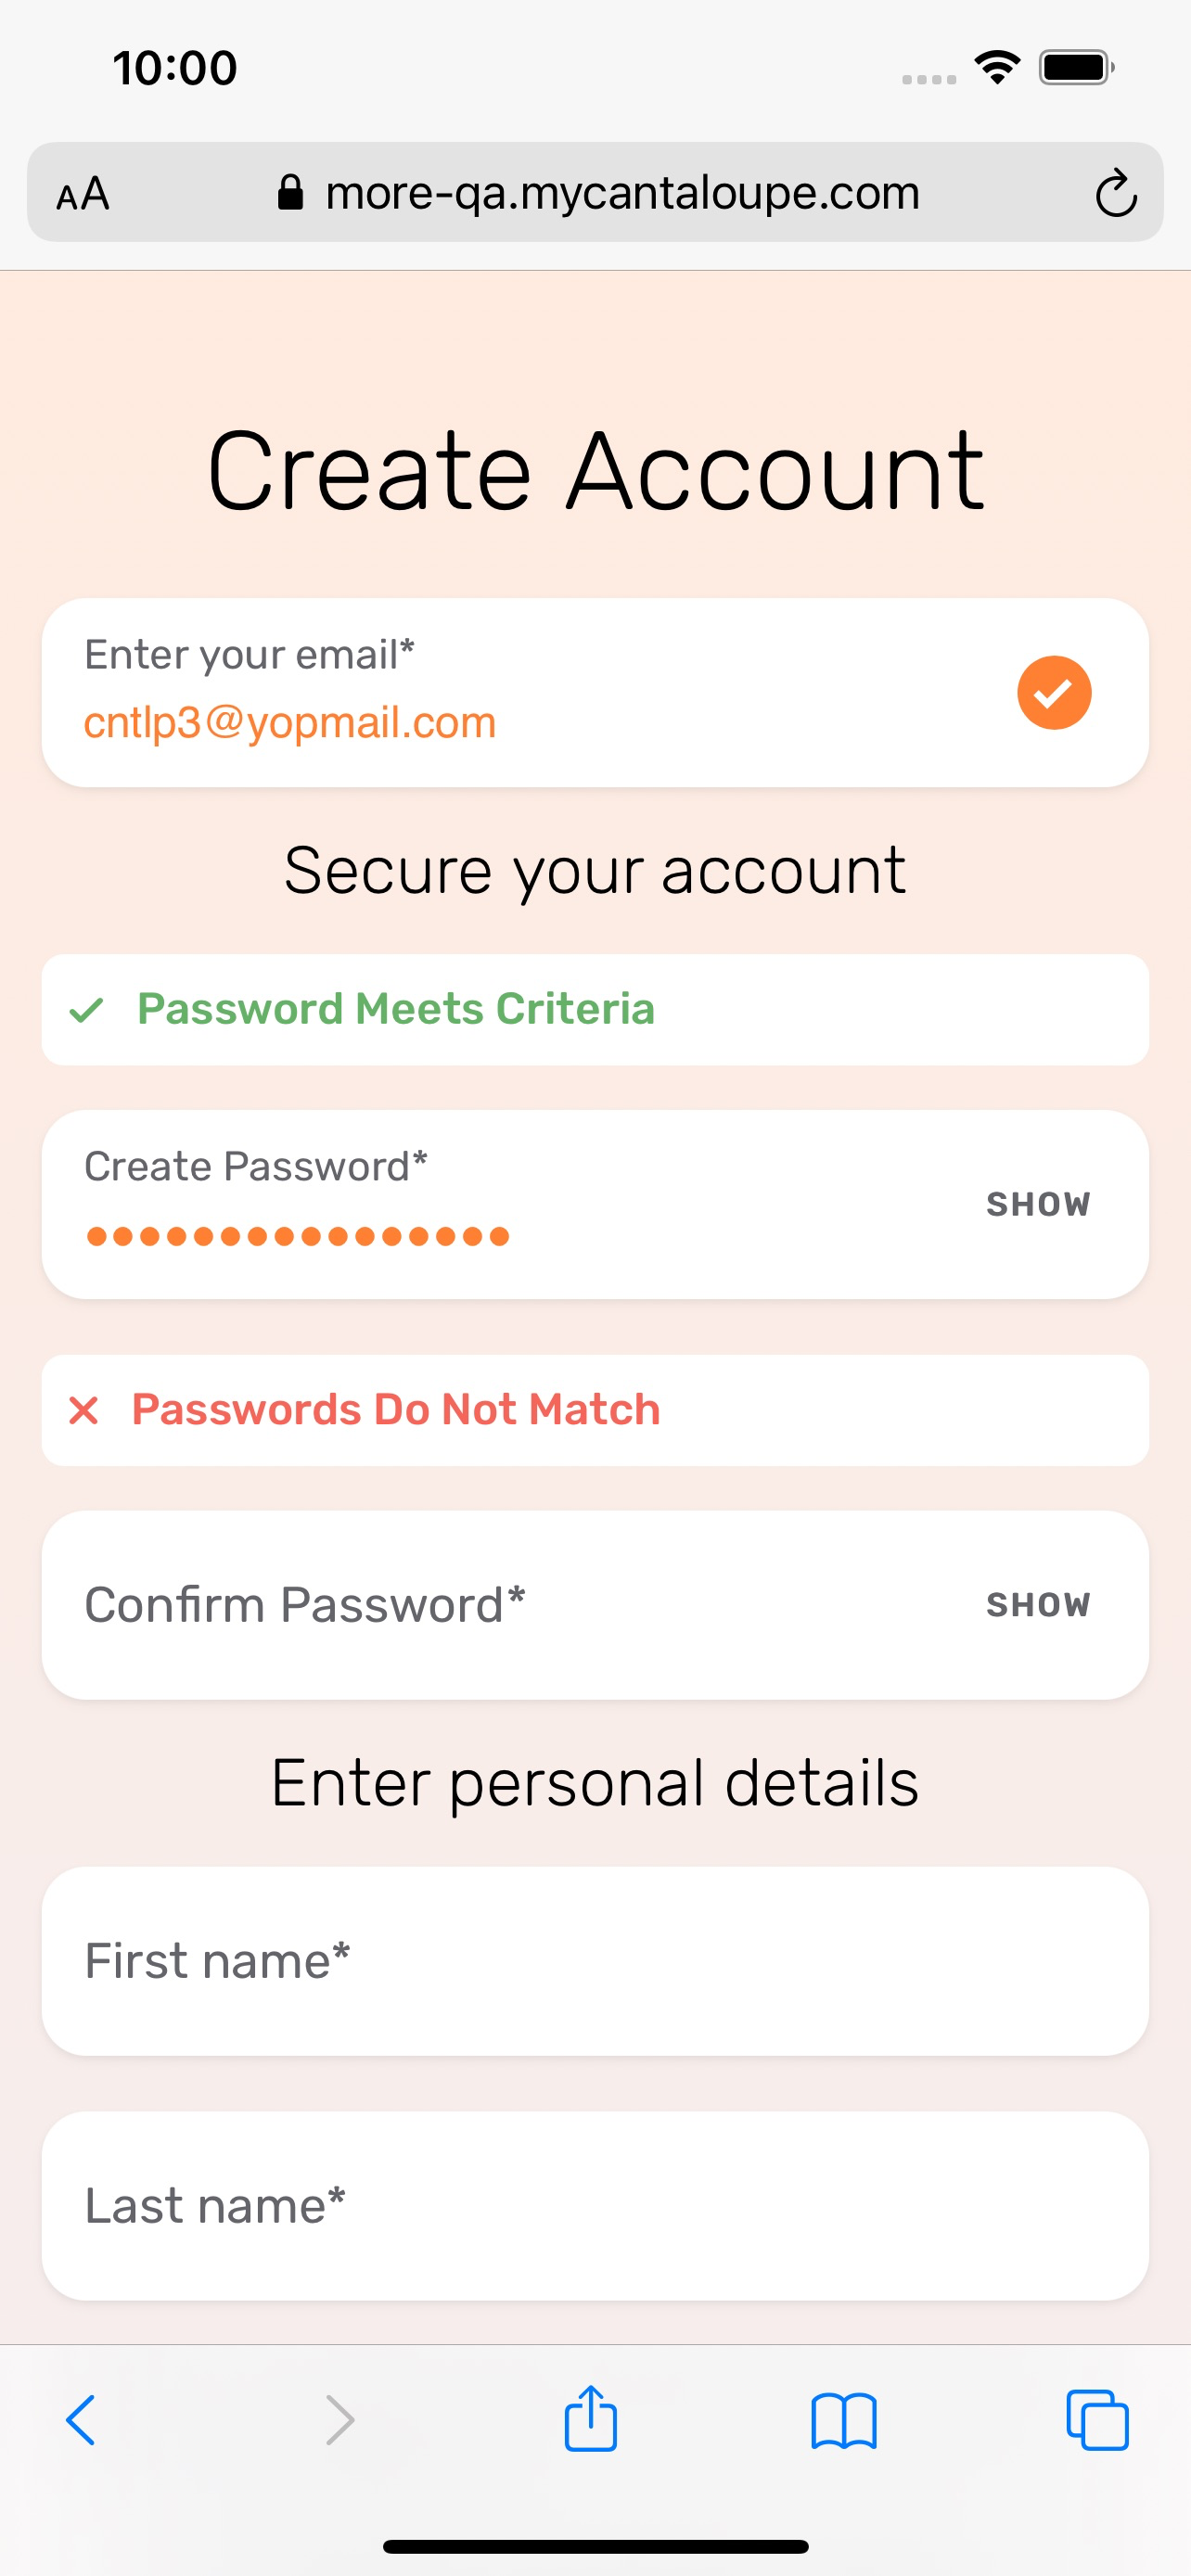 10:00
AA more-qa.mycantaloupe.com
Create Account
Enter your email*
cntlp3@yopmail.com
Secure your account
Password Meets Criteria
Create Password*
SHOW
Passwords Do Not Match
Confirm Password*
SHOW
Enter personal details
First name*
Last name*